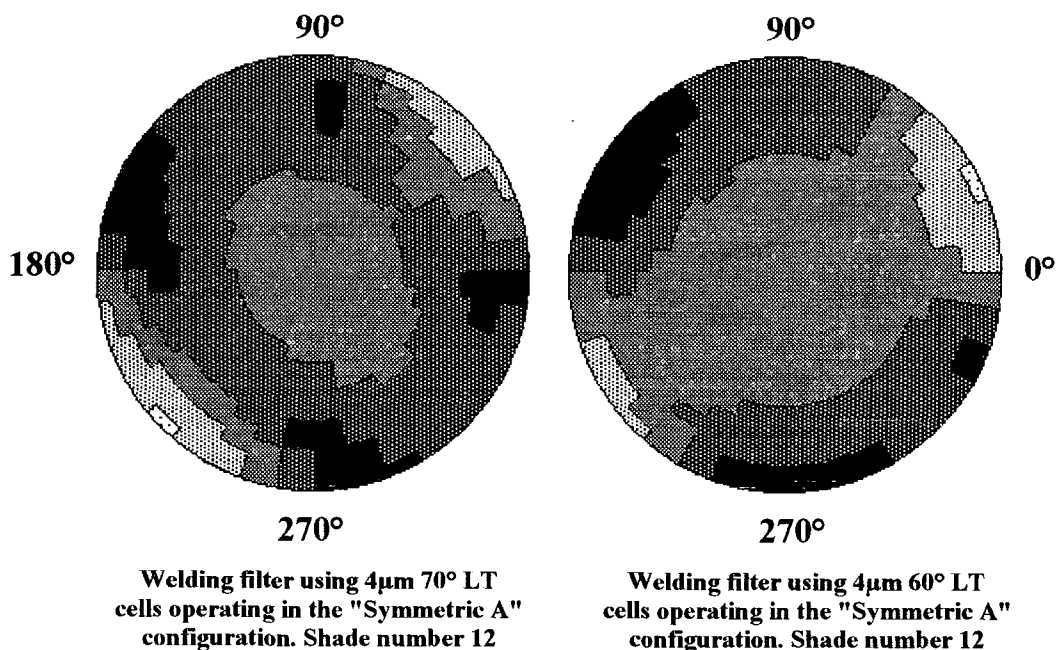 90°
90°
180°
0°
270°
270°
Welding filter using 4µm 70° LT
cells operating in the "Symmetric A"
configuration. Shade number 12
Welding filter using 4µm 60° LT
cells operating in the "Symmetric A"
configuration. Shade number 12